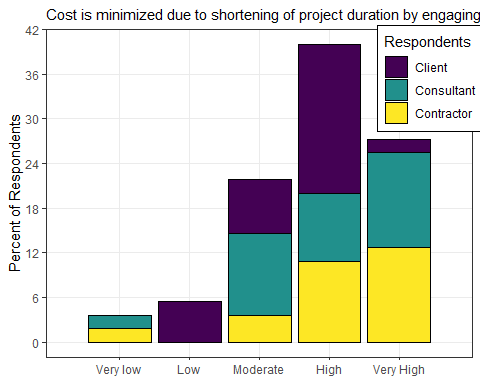 Cost is minimized due to shortening of project duration by engaging
Respondents
Client
Consultant
Contractor
Percent of Respondents
42
36
30
24
18
12
6
0
Very low
Low
Moderate
High
Very High